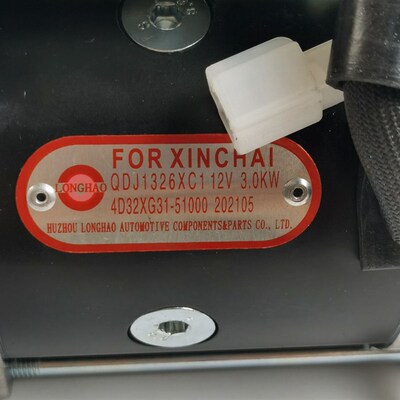 FOR XINCHAI
LONGHAO
QDJ1326XC1 12V 3.0KW
4D32XG31-51000 202105
HUZHOU LONGHAO AUTOMOTIVE COMPONENTS&PARTS CO., LTD.